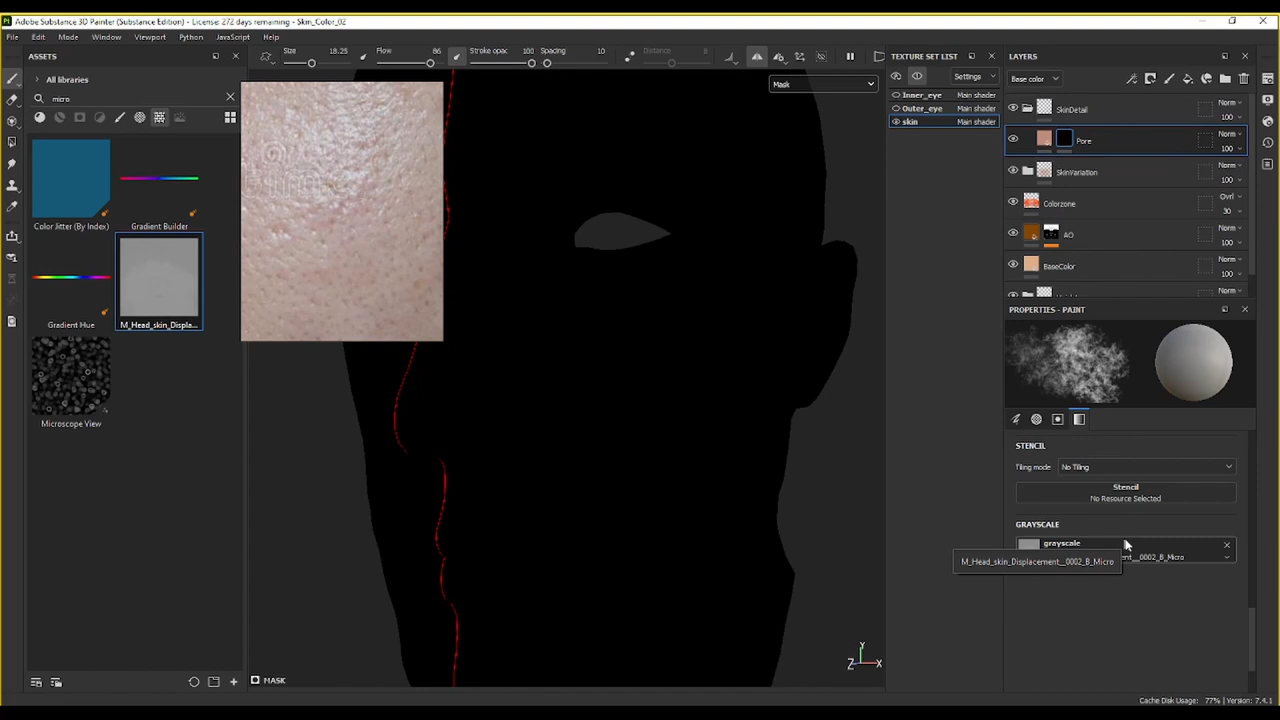 Pt Adobe Substance 3D Painter (Substance Edition) - License: 272 days remaining - Skin_Color_02
File Edit Mode Window Viewport Python JavaScript Help
ASSETS
Size 18.25 Flow 86 Stroke opac 100 Spacing 10 Distance 8
TEXTURE SET LIST
LAYERS
All libraries
micro
Mask
Settings
Base color
Inner_eye Main shader
Outer_eye Main shader
skin Main shader
SkinDetail Norm 100
Pore Norm 100
SkinVariation Norm 100
Colorzone Ovrl 30
AO Norm 100
BaseColor Norm 100
Norm
Color Jitter (By Index)
Gradient Builder
Gradient Hue
M_Head_skin_Displa...
Microscope View
PROPERTIES - PAINT
STENCIL
Tiling mode No Tiling
Stencil
No Resource Selected
GRAYSCALE
grayscale
ent__0002_B_Micro
M_Head_skin_Displacement__0002_B_Micro
Y
Z X
MASK
Cache Disk Usage: 77% | Version: 7.4.1